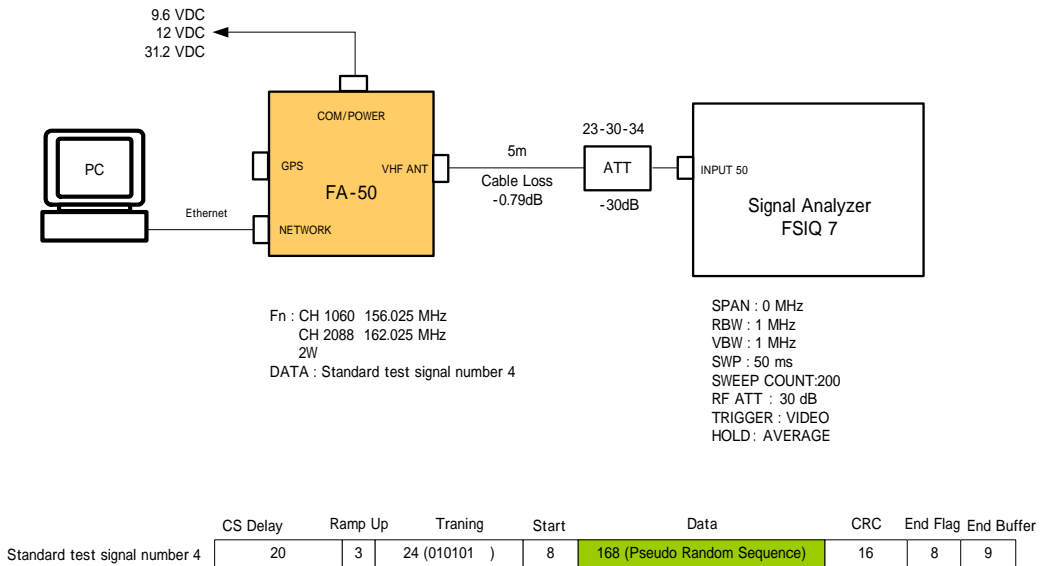 9.6 VDC
12 VDC
31.2 VDC
COM/POWER
GPS
VHF ANT
FA-50
NETWORK
PC
Ethernet
5m
Cable Loss
-0.79dB
23-30-34
ATT
-30dB
INPUT 50
Signal Analyzer
FSIQ 7
Fn : CH 1060 156.025 MHz
CH 2088 162.025 MHz
2W
DATA : Standard test signal number 4
SPAN : 0 MHz
RBW : 1 MHz
VBW : 1 MHz
SWP : 50 ms
SWEEP COUNT:200
RF ATT : 30 dB
TRIGGER : VIDEO
HOLD : AVERAGE
CS Delay Ramp Up Traning Start Data CRC End Flag End Buffer
Standard test signal number 4 20 3 24 (010101 ) 8 168 (Pseudo Random Sequence) 16 8 9